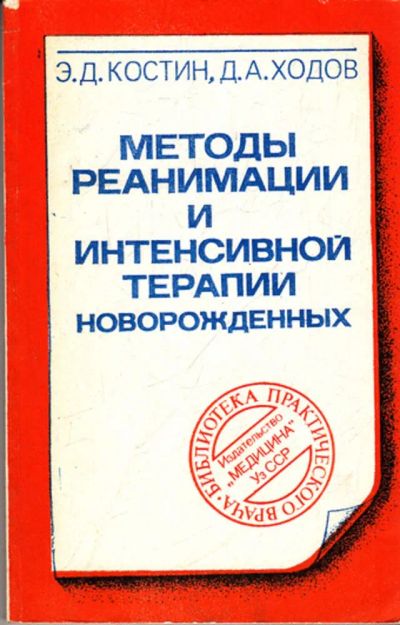 Э.Д.КОСТИН, Д.А.ХОДОВ
МЕТОДЫ
РЕАНИМАЦИИ
И
ИНТЕНСИВНОЙ
ТЕРАПИИ
НОВОРОЖДЕННЫХ
БИБЛИОТЕКА ПРАКТИЧЕСКОГО ВРАЧА·
Издательство
"МЕДИЦИНА"
УзССР